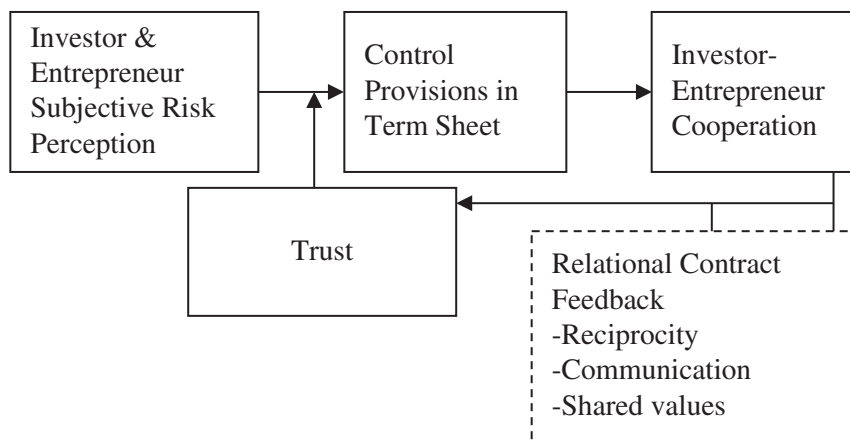 Investor &
Entrepreneur
Subjective Risk
Perception
Control
Provisions in
Term Sheet
Investor-
Entrepreneur
Cooperation
Trust
Relational Contract
Feedback
-Reciprocity
-Communication
-Shared values